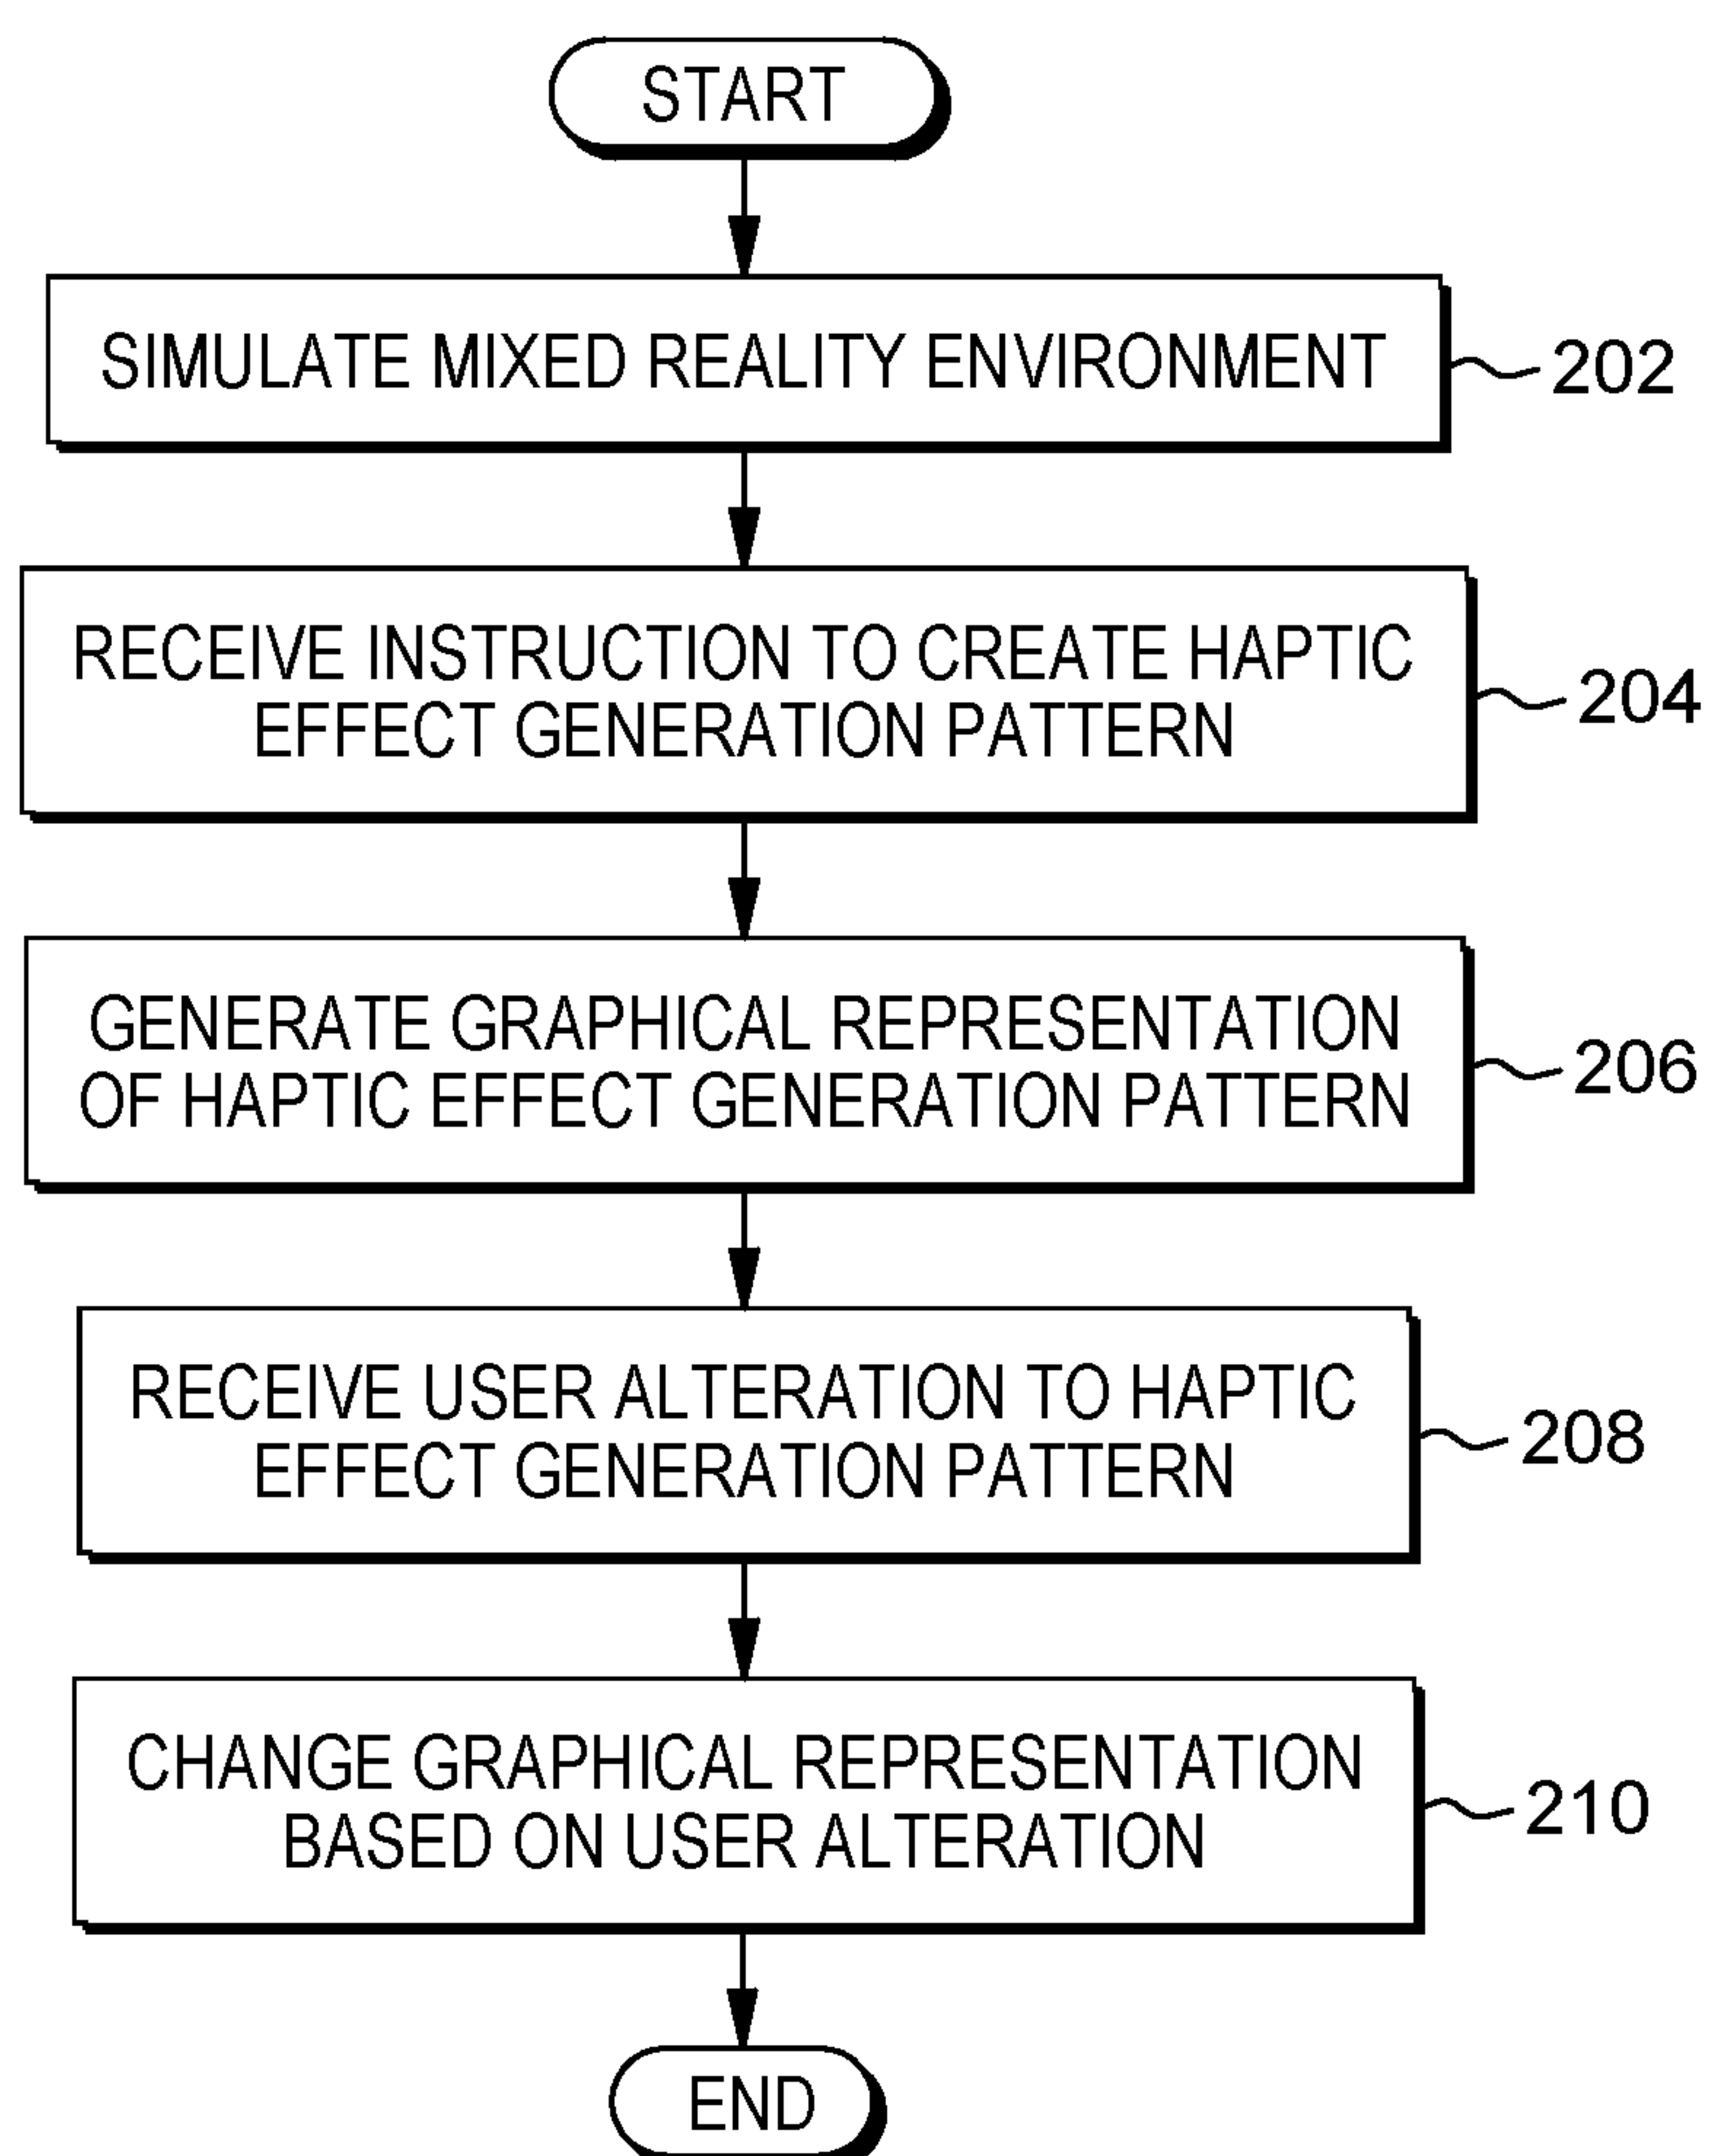 START
SIMULATE MIXED REALITY ENVIRONMENT
202
RECEIVE INSTRUCTION TO CREATE HAPTIC
EFFECT GENERATION PATTERN
204
GENERATE GRAPHICAL REPRESENTATION
OF HAPTIC EFFECT GENERATION PATTERN
206
RECEIVE USER ALTERATION TO HAPTIC
EFFECT GENERATION PATTERN
208
CHANGE GRAPHICAL REPRESENTATION
BASED ON USER ALTERATION
210
END